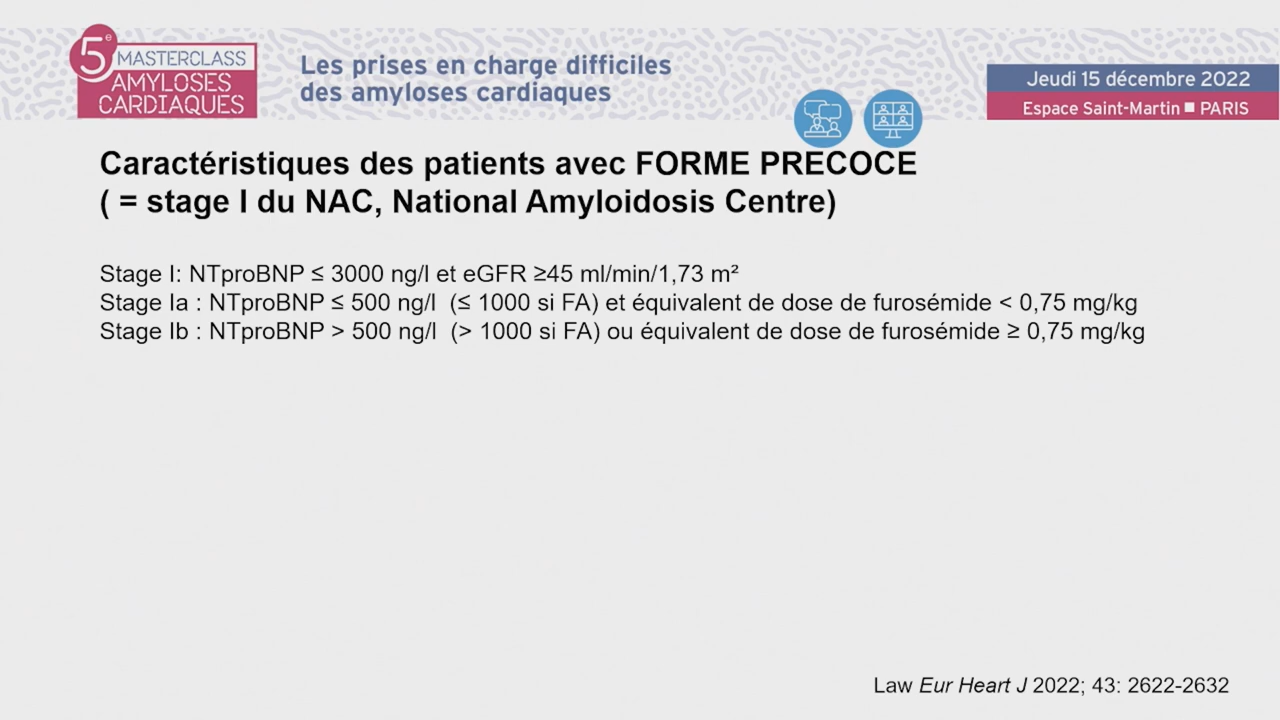 5e
MASTERCLASS
AMYLOSES
CARDIAQUES
Les prises en charge difficiles
des amyloses cardiaques
Jeudi 15 décembre 2022
Espace Saint-Martin ■ PARIS
Caractéristiques des patients avec FORME PRECOCE
( = stage I du NAC, National Amyloidosis Centre)
Stage I: NTproBNP ≤ 3000 ng/l et eGFR ≥45 ml/min/1,73 m²
Stage Ia : NTproBNP ≤ 500 ng/l (≤ 1000 si FA) et équivalent de dose de furosémide < 0,75 mg/kg
Stage Ib : NTproBNP > 500 ng/l (> 1000 si FA) ou équivalent de dose de furosémide ≥ 0,75 mg/kg
Law Eur Heart J 2022; 43: 2622-2632